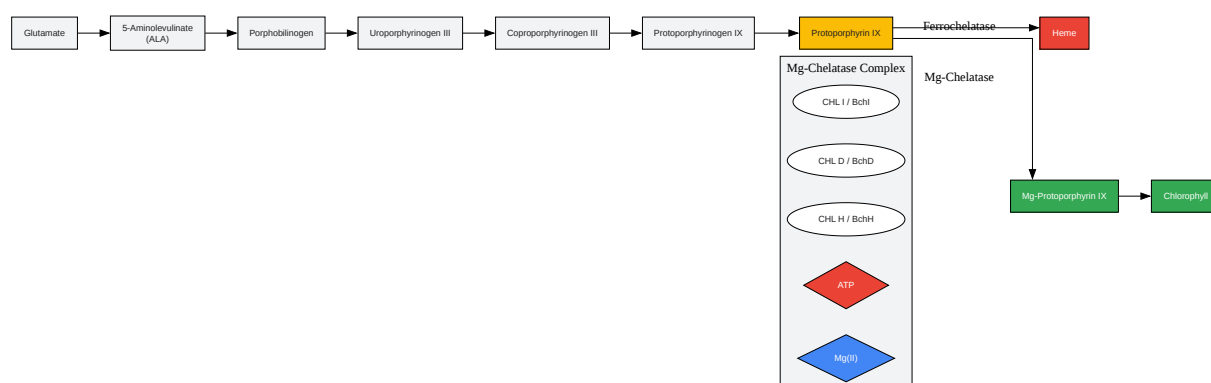 Glutamate
5-Aminolevulinate
(ALA)
Porphobilinogen
Uroporphyrinogen III
Coproporphyrinogen III
Protoporphyrinogen IX
Protoporphyrin IX
Ferrochelatase
Heme
Mg-Chelatase Complex
Mg-Chelatase
CHL I / BchI
CHL D / BchD
CHL H / BchH
Mg-Protoporphyrin IX
Chlorophyll
ATP
Mg(II)